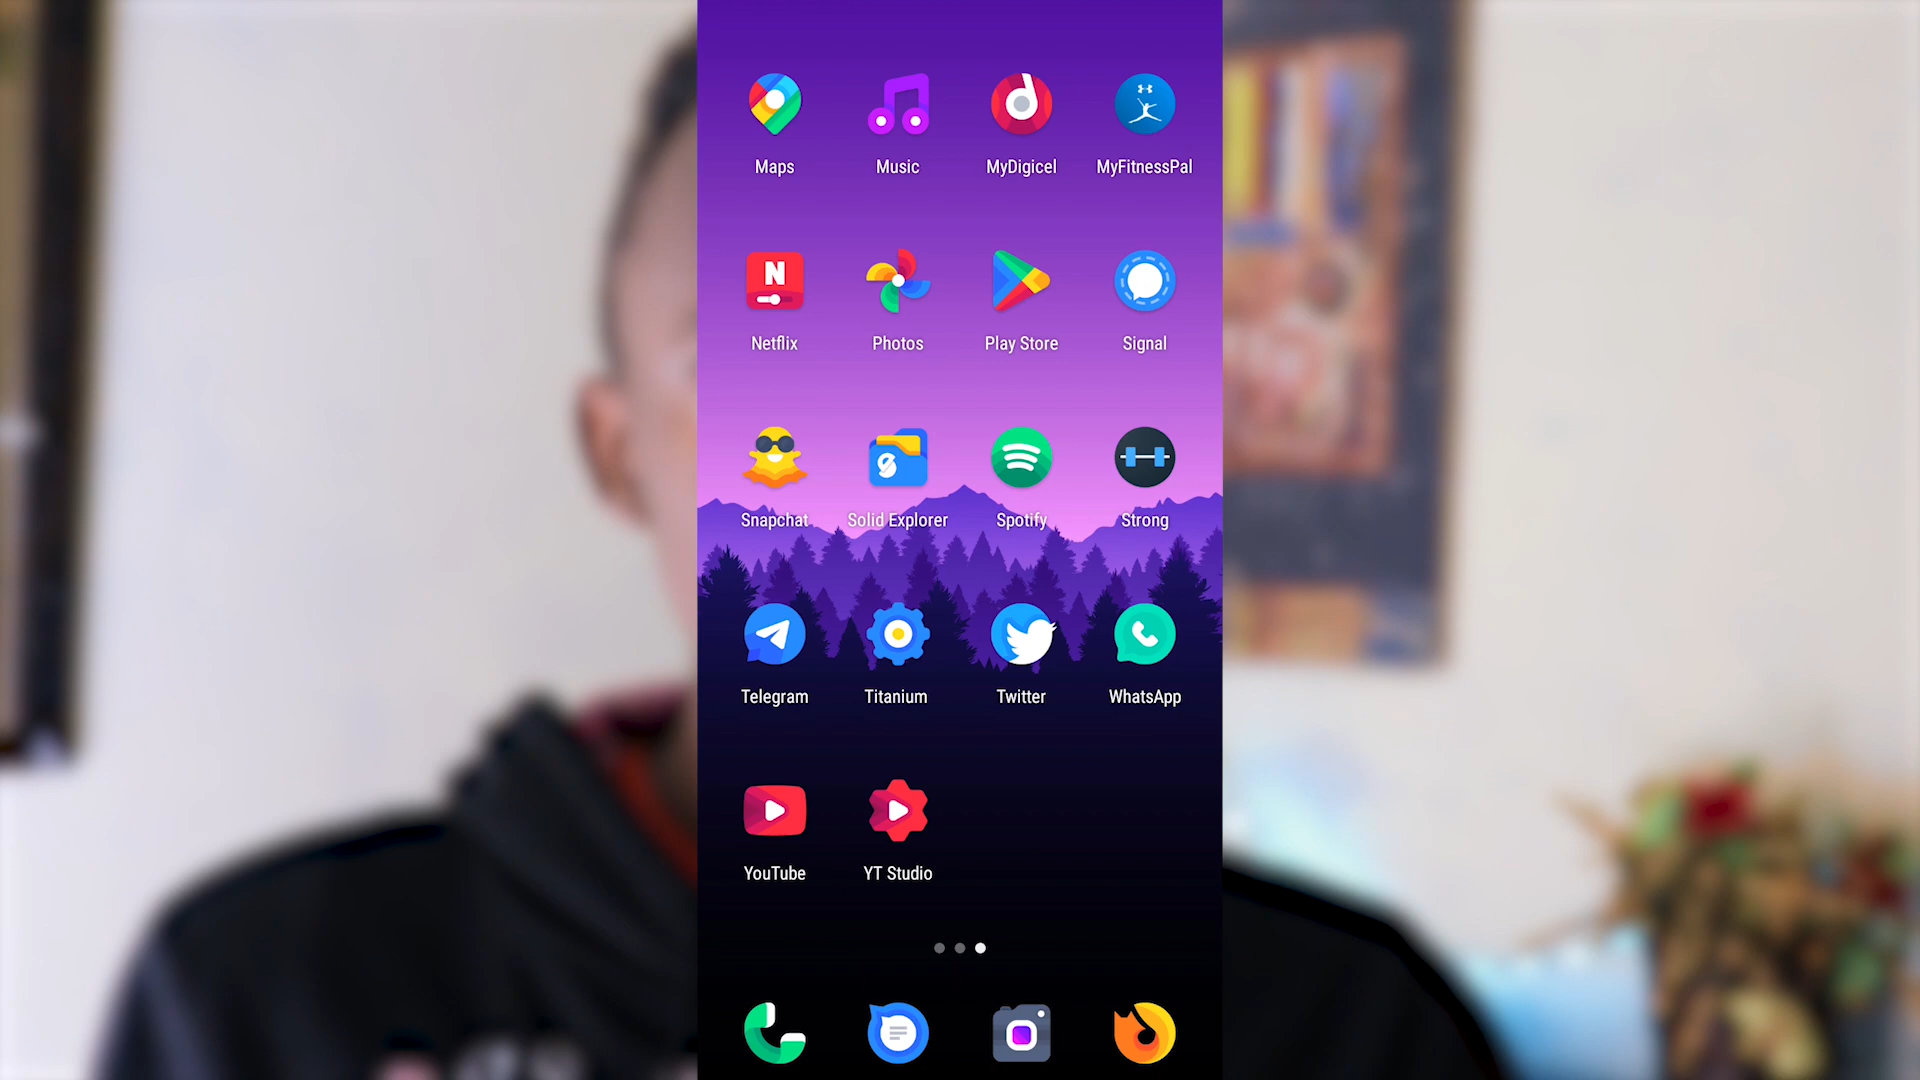 Maps Music MyDigicel MyFitnessPal
N
Netflix Photos Play Store Signal
Snapchat Solid Explorer Spotify Strong
Telegram Titanium Twitter WhatsApp
YouTube YT Studio